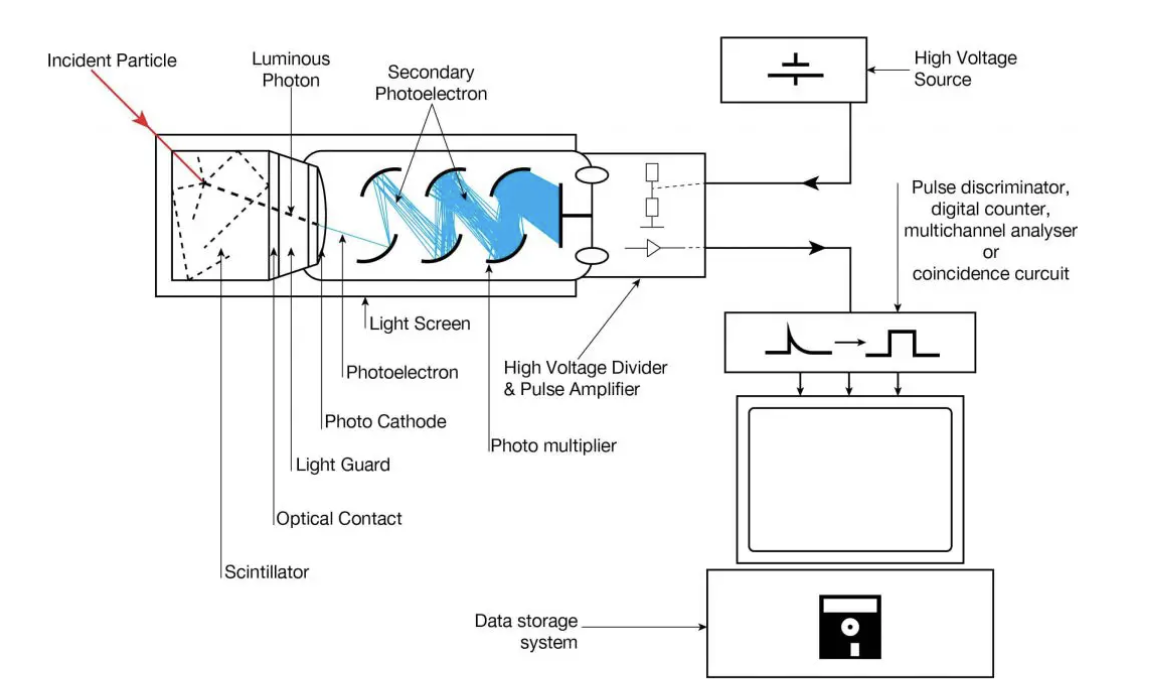 Incident Particle
Luminous
Photon
Secondary
Photoelectron
High Voltage
Source
Pulse discriminator,
digital counter,
multichannel analyser
or
coincidence curcuit
Light Screen
Photoelectron
High Voltage Divider
& Pulse Amplifier
Photo Cathode
Photo multiplier
Light Guard
Optical Contact
Scintillator
Data storage
system